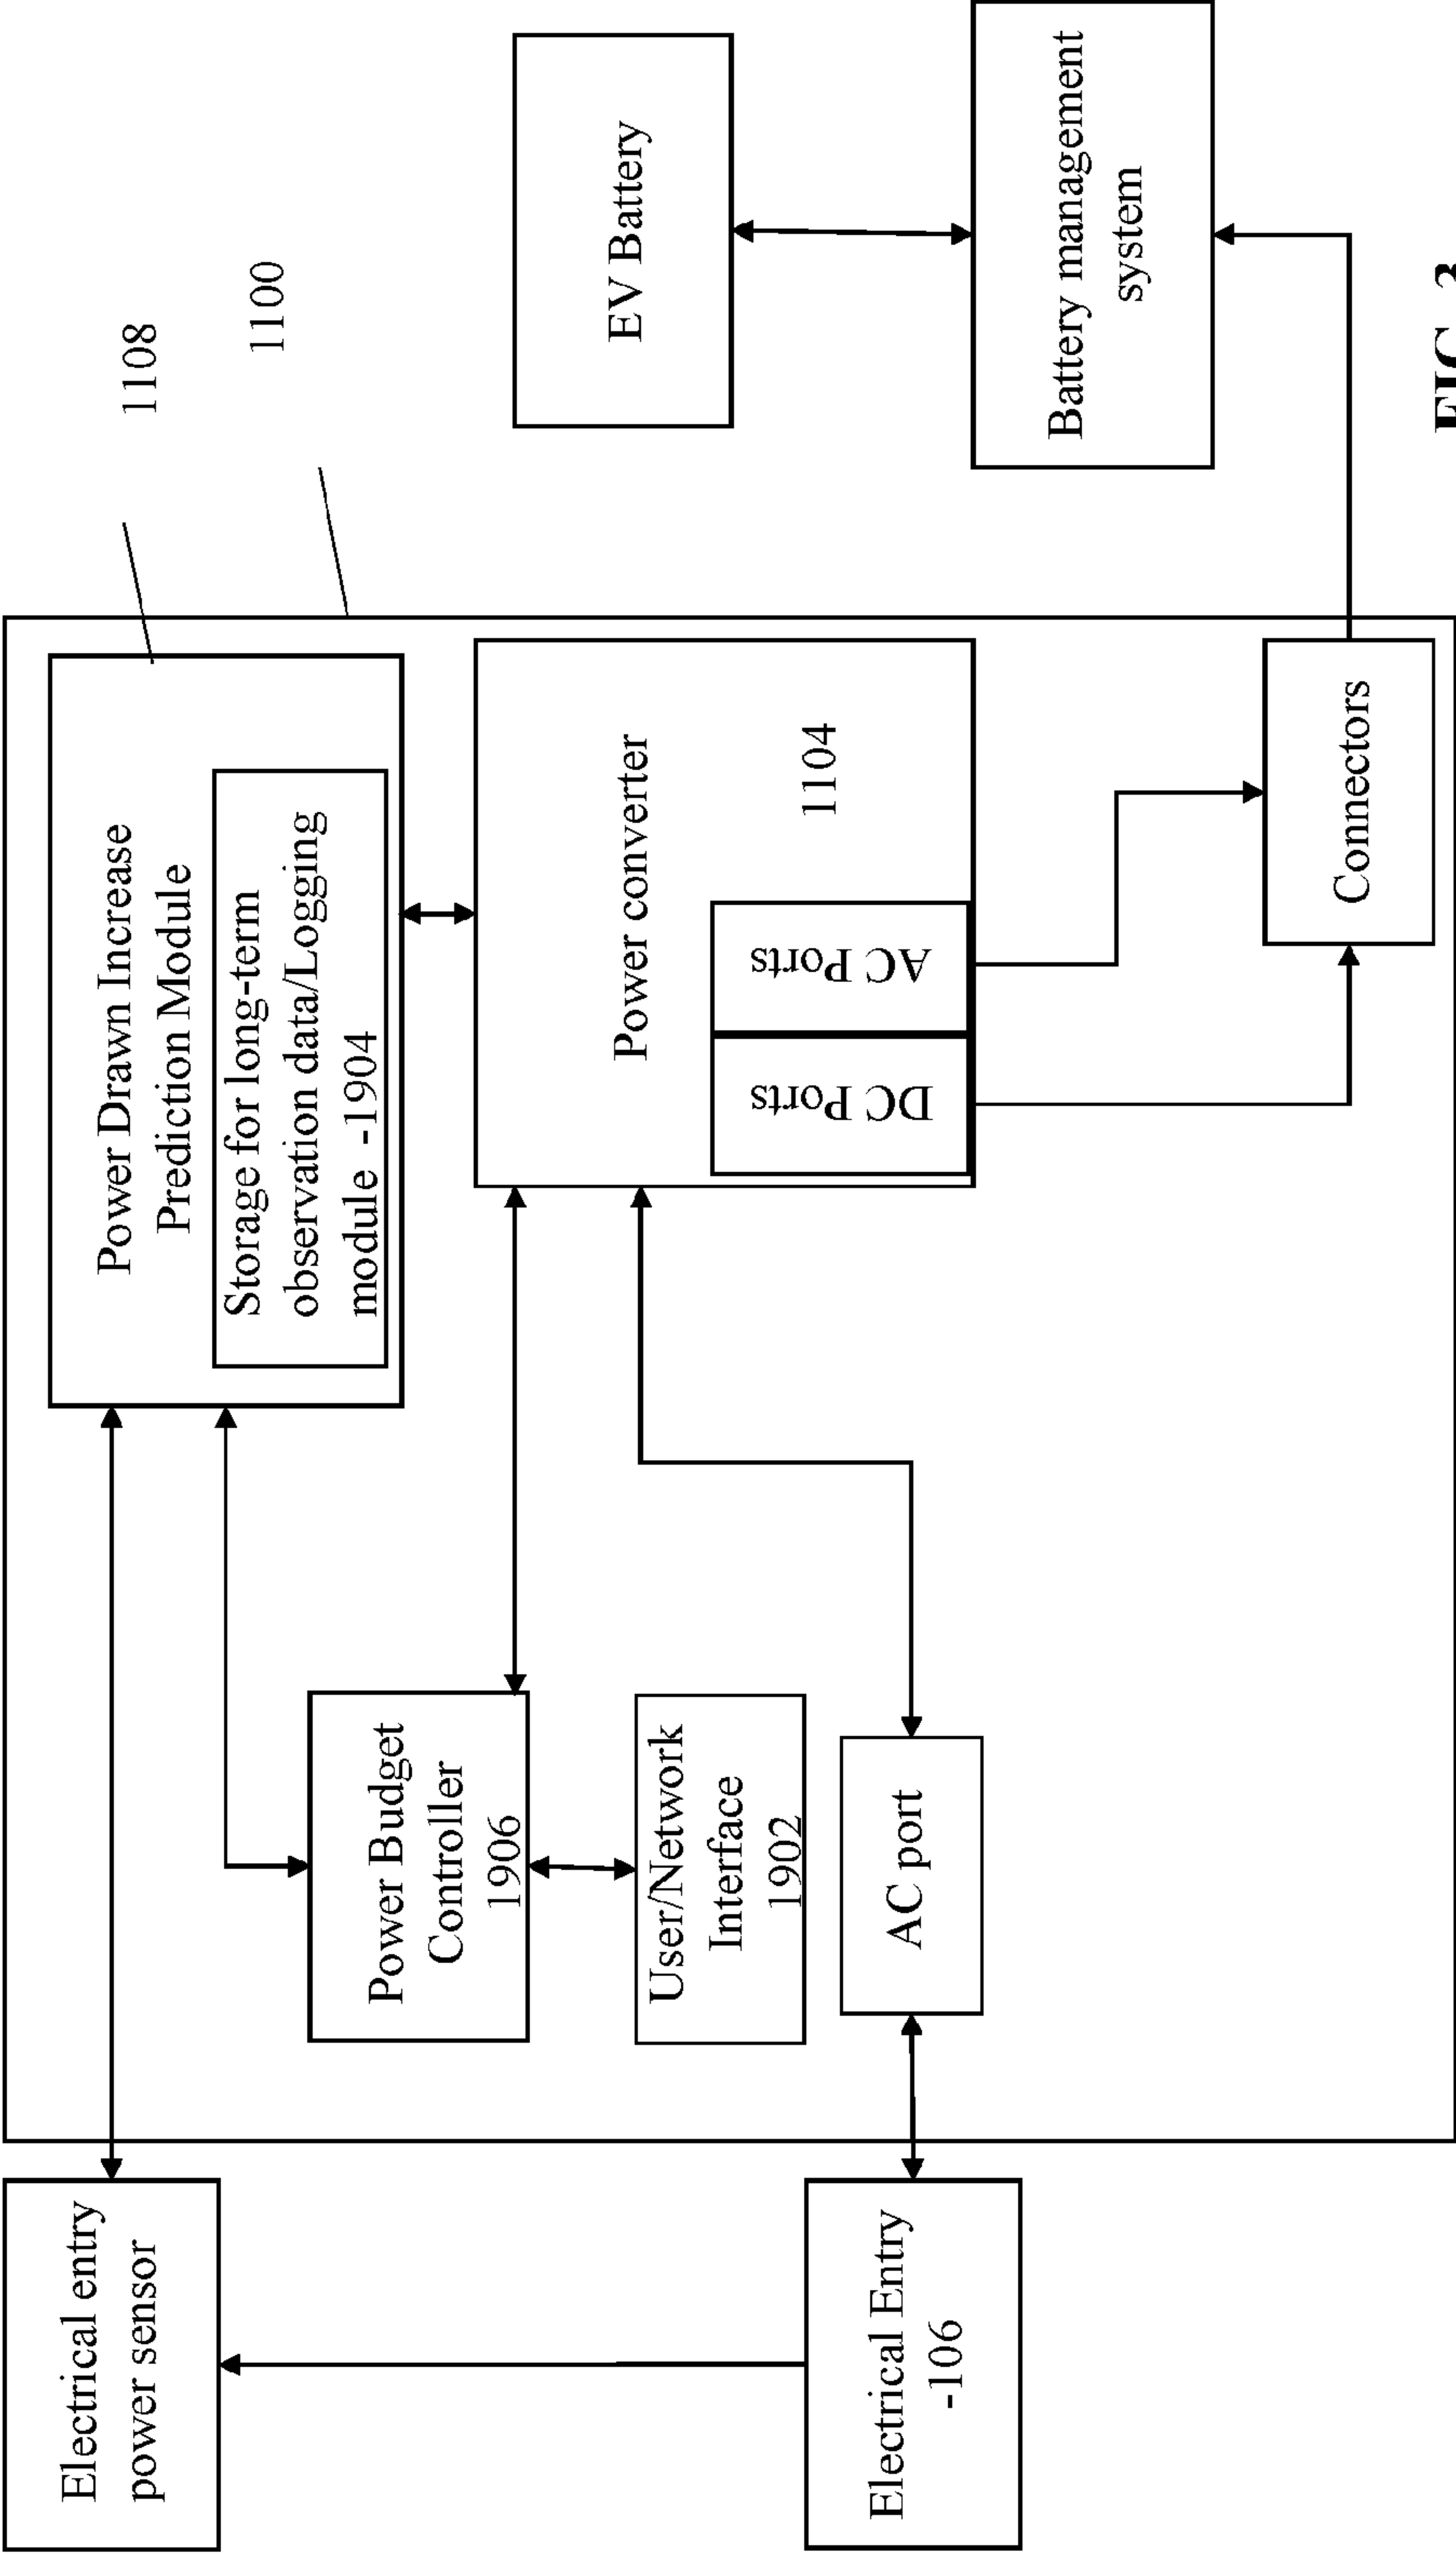 Electrical entry
power sensor
Power Drawn Increase
Prediction Module
Storage for long-term
observation data/Logging
module -1904
1108
1100
Power Budget
Controller
1906
User/Network
Interface
1902
Power converter
1104
DC Ports
AC Ports
EV Battery
Electrical Entry
-106
AC port
Battery management
system
Connectors
FIG. 3